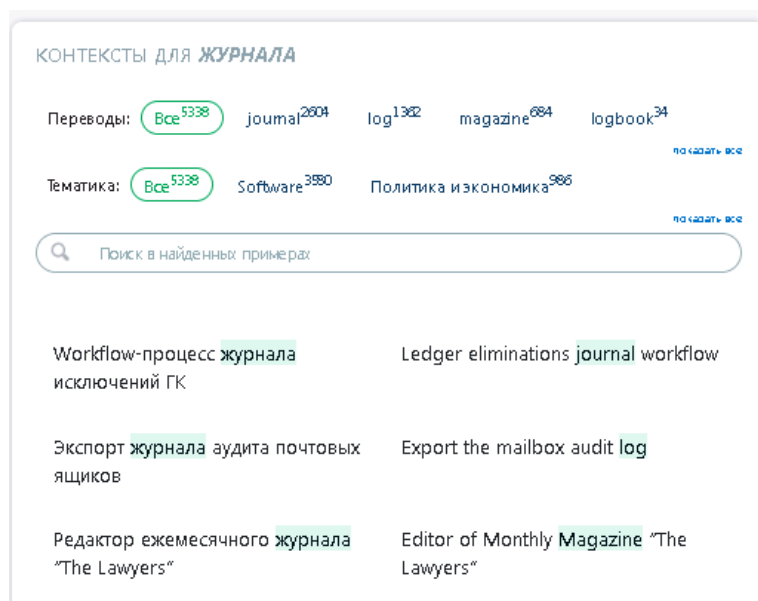 КОНТЕКСТЫ ДЛЯ ЖУРНАЛА
Переводы: Все5338 journal2604 log1362 magazine684 logbook34
показать все
Тематика: Все5338 Software3580 Политика и экономика986
показать все
Поиск в найденных примерах
Workflow-процесс журнала Ledger eliminations journal workflow
исключений ГК
Экспорт журнала аудита почтовых Export the mailbox audit log
ящиков
Редактор ежемесячного журнала Editor of Monthly Magazine “The
“The Lawyers” Lawyers”